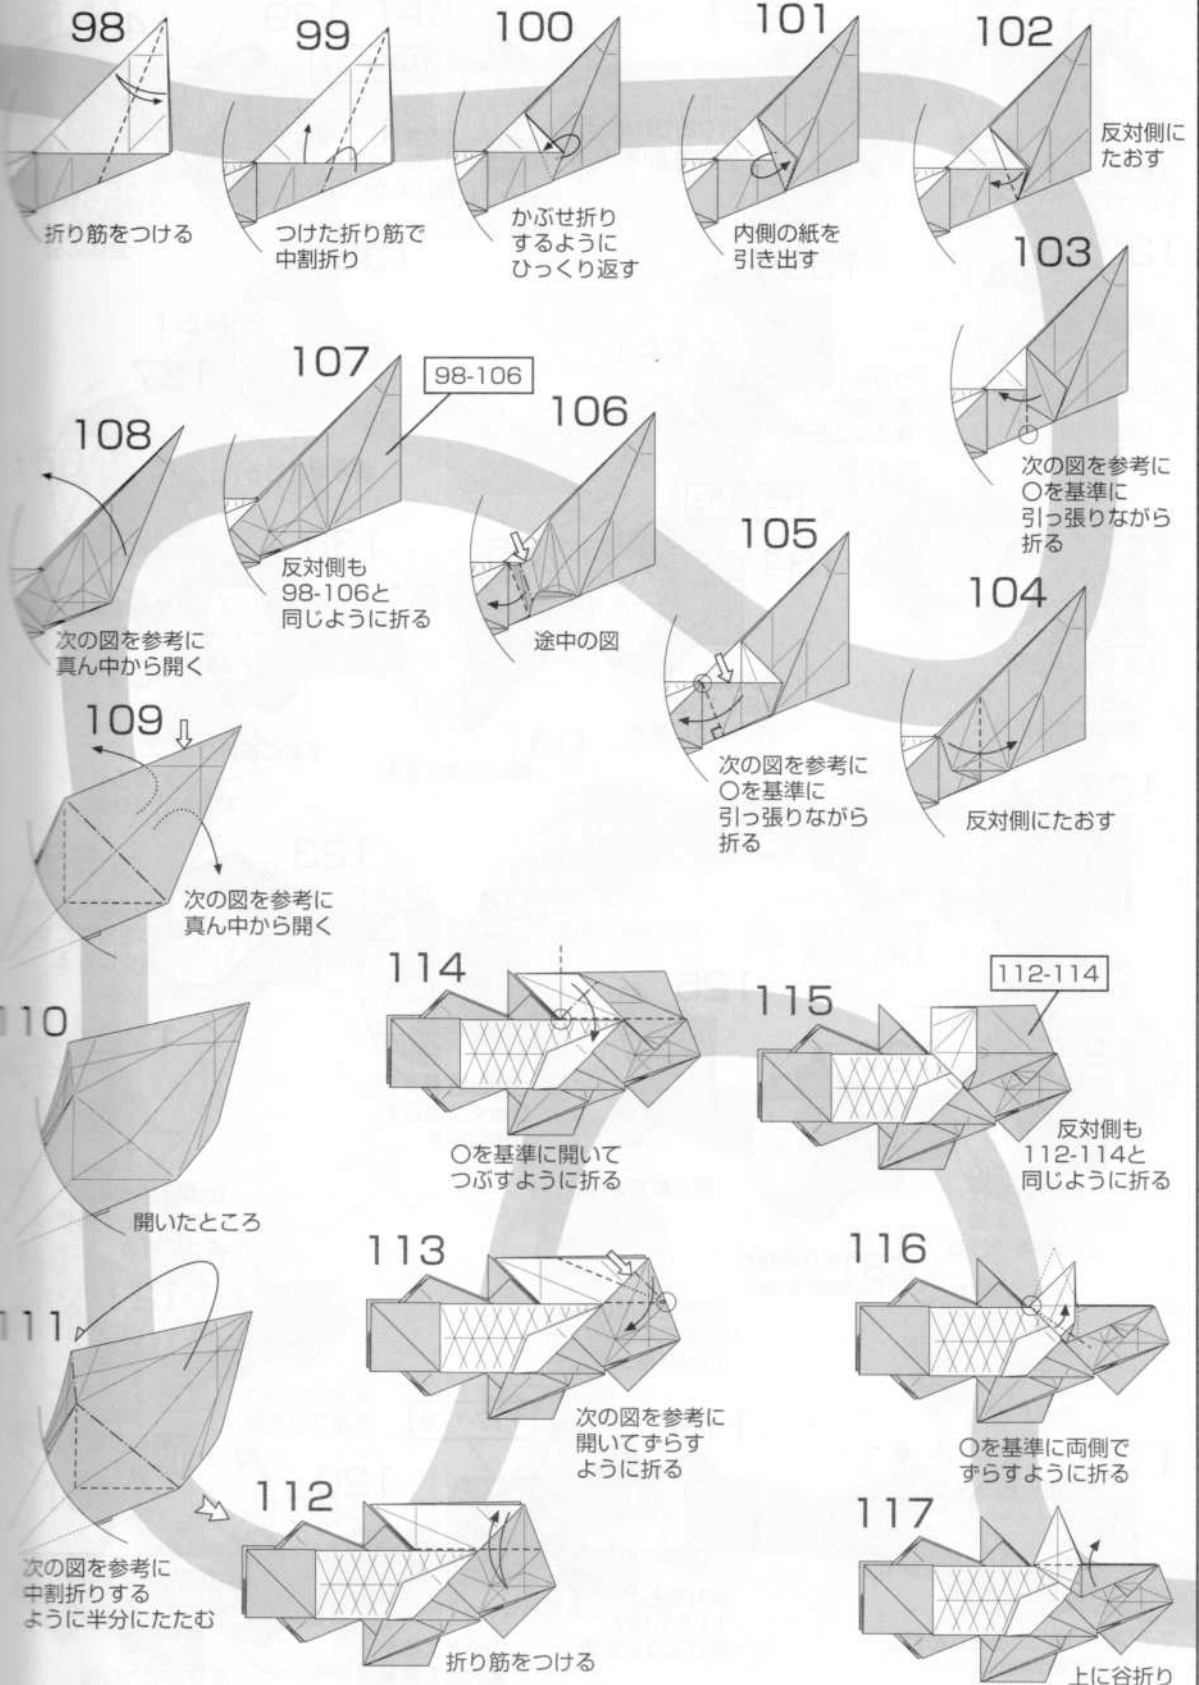 98
折り筋をつける
99
つけた折り筋で
中割折り
100
かぶせ折り
するように
ひっくり返す
101
内側の紙を
引き出す
102
反対側に
たおす
103
次の図を参考に
○を基準に
引っ張りながら
折る
104
反対側にたおす
105
次の図を参考に
○を基準に
引っ張りながら
折る
106
途中の図
107
98-106
反対側も
98-106と
同じように折る
108
次の図を参考に
真ん中から開く
109
次の図を参考に
真ん中から開く
110
開いたところ
111
次の図を参考に
中割折りする
ように半分にたたむ
112
折り筋をつける
113
次の図を参考に
開いてずらす
ように折る
114
○を基準に開いて
つぶすように折る
115
112-114
反対側も
112-114と
同じように折る
116
○を基準に両側で
ずらすように折る
117
上に谷折り